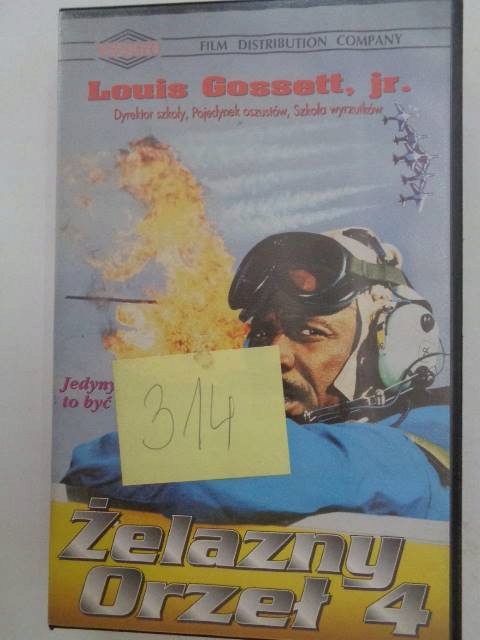 FILM DISTRIBUTION COMPANY
Louis Gossett, jr.
Dyrektor szkoły, Pojedynek oszustów, Szkoła wyrzutków
Jedyny
to być
314
Żelazny
Orzeł 4